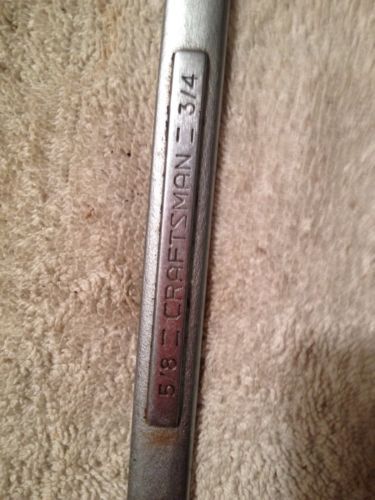 5/8 = CRAFTSMAN = 3/4